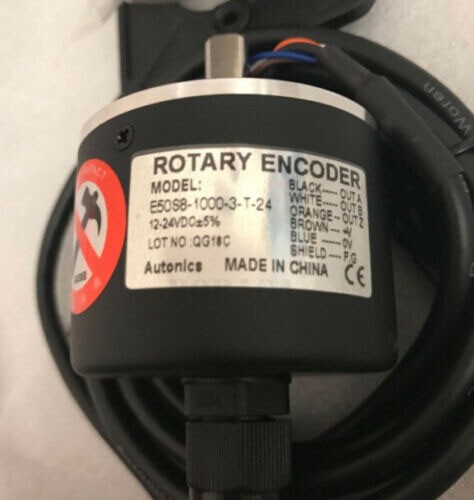 ROTARY ENCODER
MODEL:
E50S8-1000-3-T-24
12-24VDC±5%
LOT NO :QG18C
BLACK----OUT A
WHITE----OUT B
ORANGE--OUT Z
BROWN---+V
BLUE-----0V
SHIELD----F.G
Autonics MADE IN CHINA CE
Woren